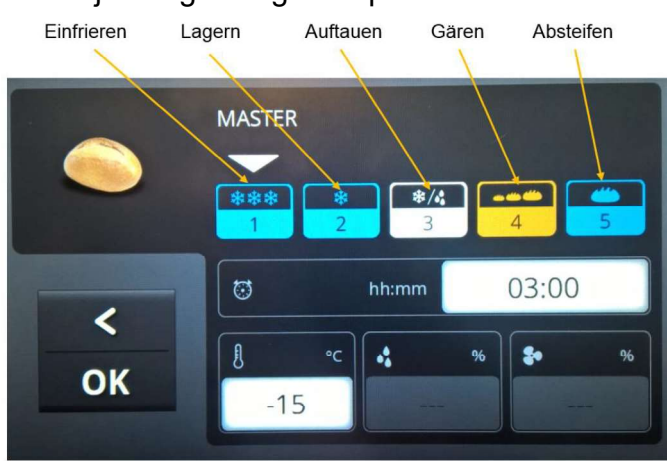 Einfrieren Lagern Auftauen Gären Absteifen
MASTER
1 2 3 4 5
hh:mm 03:00
°C % %
-15 --- ---
<
OK